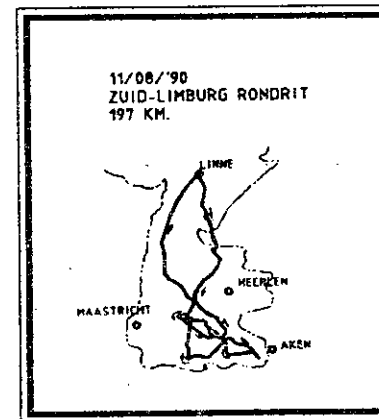 11/08/'90
ZUID-LIMBURG RONDRIT
197 KM.
LINNE
HEERLEN
MAASTRICHT
AKEN